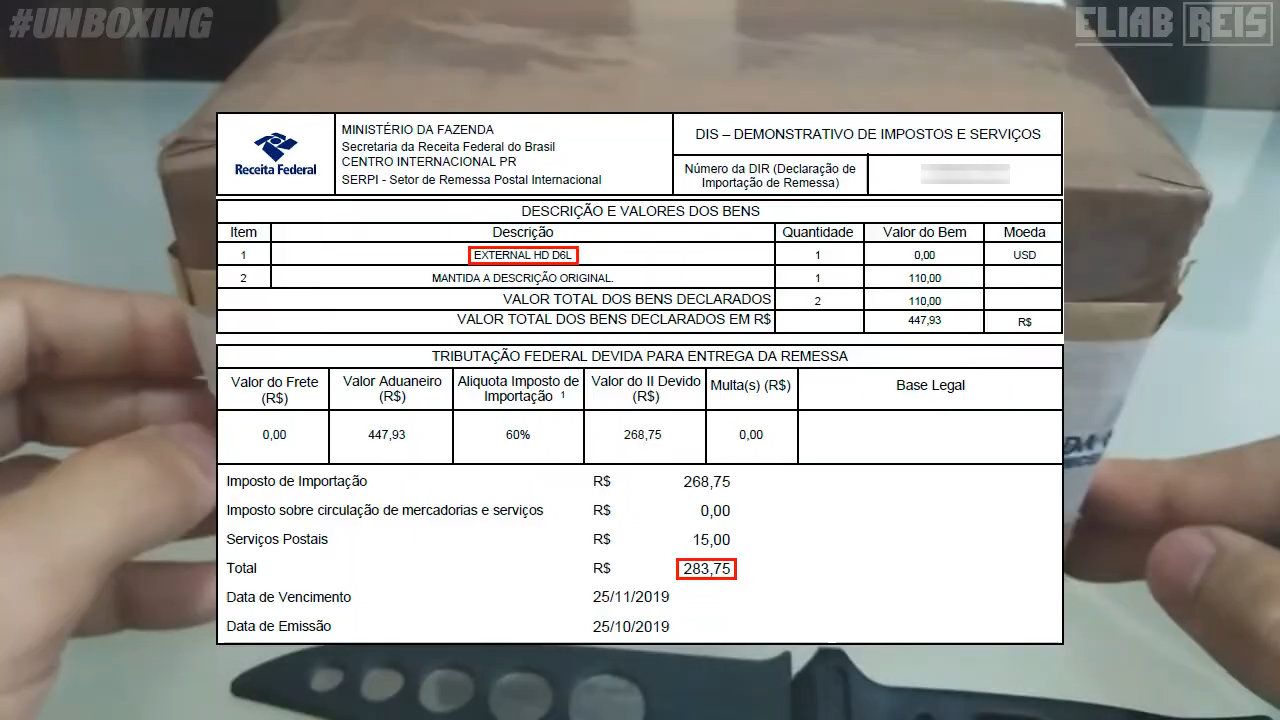 #UNBOXING
ELIAB REIS
Receita Federal
MINISTÉRIO DA FAZENDA
Secretaria da Receita Federal do Brasil
CENTRO INTERNACIONAL PR
SERPI - Setor de Remessa Postal Internacional
DIS – DEMONSTRATIVO DE IMPOSTOS E SERVIÇOS
Número da DIR (Declaração de
Importação de Remessa)
DESCRIÇÃO E VALORES DOS BENS
Item Descrição Quantidade Valor do Bem Moeda
1 EXTERNAL HD D6L 1 0,00 USD
2 MANTIDA A DESCRIÇÃO ORIGINAL. 1 110,00
VALOR TOTAL DOS BENS DECLARADOS 2 110,00
VALOR TOTAL DOS BENS DECLARADOS EM R$ 447,93 R$
TRIBUTAÇÃO FEDERAL DEVIDA PARA ENTREGA DA REMESSA
Valor do Frete
(R$)
Valor Aduaneiro
(R$)
Aliquota Imposto de
Importação 1
Valor do II Devido
(R$)
Multa(s) (R$)
Base Legal
0,00 447,93 60% 268,75 0,00
Imposto de Importação R$ 268,75
Imposto sobre circulação de mercadorias e serviços R$ 0,00
Serviços Postais R$ 15,00
Total R$ 283,75
Data de Vencimento 25/11/2019
Data de Emissão 25/10/2019